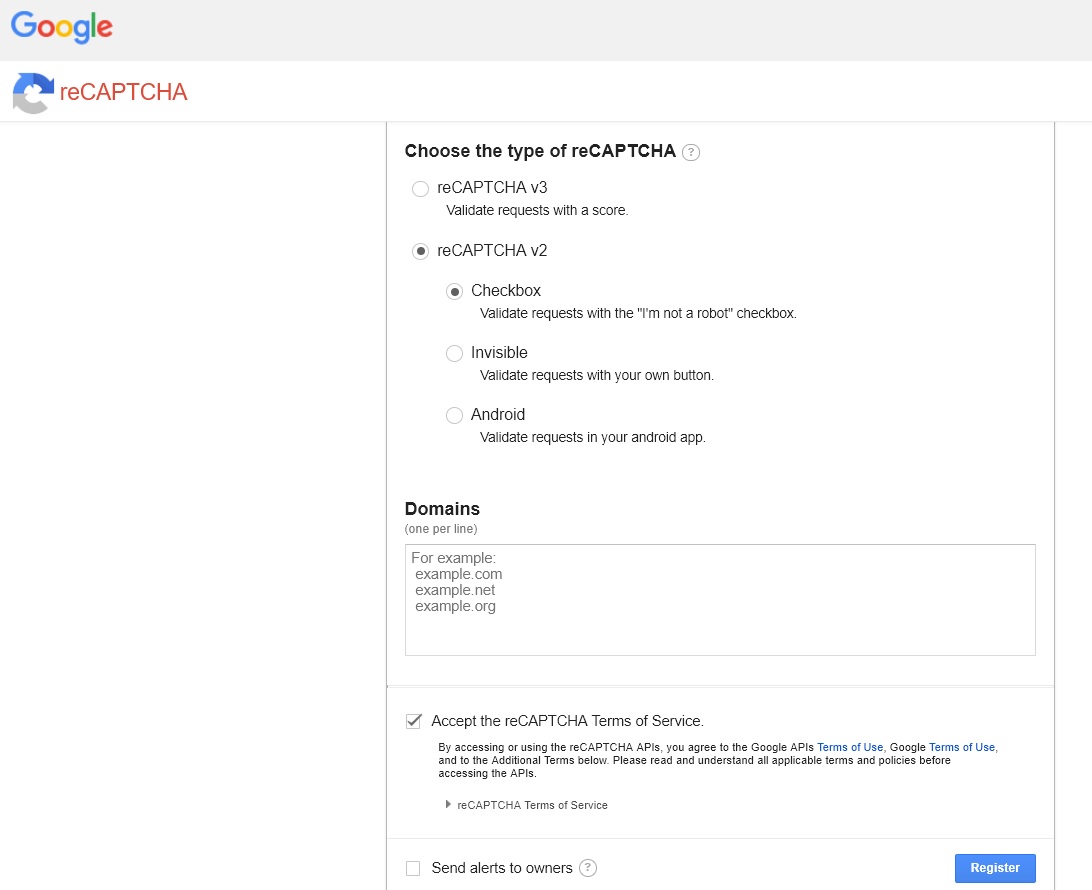 Google
reCAPTCHA
Choose the type of reCAPTCHA ?
reCAPTCHA v3
Validate requests with a score.
reCAPTCHA v2
Checkbox
Validate requests with the "I'm not a robot" checkbox.
Invisible
Validate requests with your own button.
Android
Validate requests in your android app.
Domains
(one per line)
For example:
example.com
example.net
example.org
Accept the reCAPTCHA Terms of Service.
By accessing or using the reCAPTCHA APIs, you agree to the Google APIs Terms of Use, Google Terms of Use,
and to the Additional Terms below. Please read and understand all applicable terms and policies before
accessing the APIs.
reCAPTCHA Terms of Service
Send alerts to owners ?
Register